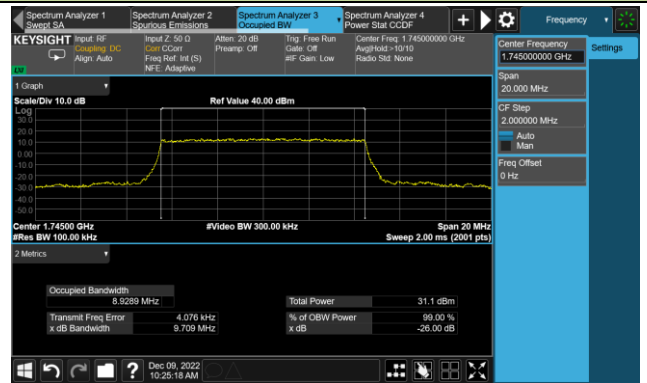 Spectrum Analyzer 1
Swept SA
Spectrum Analyzer 2
Spurious Emissions
Spectrum Analyzer 3
Occupied BW
Spectrum Analyzer 4
Power Stat CCDF
Frequency
KEYSIGHT
Input: RF
Coupling: DC
Align: Auto
Input Z: 50 Ω
Corr CCorr
Freq Ref: Int (S)
NFE: Adaptive
Atten: 20 dB
Preamp: Off
Trig: Free Run
Gate: Off
#IF Gain: Low
Center Freq: 1.745000000 GHz
Avg|Hold:>10/10
Radio Std: None
Center Frequency
1.745000000 GHz
Settings
Span
20.000 MHz
CF Step
2.000000 MHz
Auto
Man
Freq Offset
0 Hz
1 Graph
Scale/Div 10.0 dB
Ref Value 40.00 dBm
Log
30.0
20.0
10.0
0.00
-10.0
-20.0
-30.0
-40.0
-50.0
Center 1.74500 GHz
#Video BW 300.00 kHz
Span 20 MHz
#Res BW 100.00 kHz
Sweep 2.00 ms (2001 pts)
2 Metrics
Occupied Bandwidth
8.9289 MHz
Total Power
31.1 dBm
Transmit Freq Error
4.076 kHz
% of OBW Power
99.00 %
x dB Bandwidth
9.709 MHz
x dB
-26.00 dB
?
Dec 09, 2022
10:25:18 AM